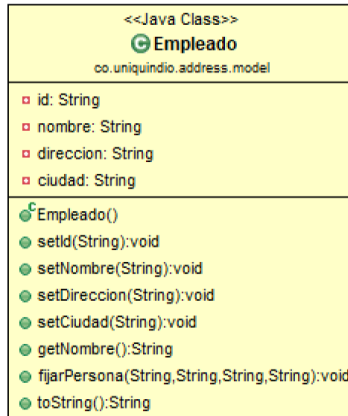 <<Java Class>>
Empleado
co.uniquindio.address.model
id: String
nombre: String
direccion: String
ciudad: String
Empleado()
setId(String):void
setNombre(String):void
setDireccion(String):void
setCiudad(String):void
getNombre():String
fijarPersona(String,String,String,String):void
toString():String